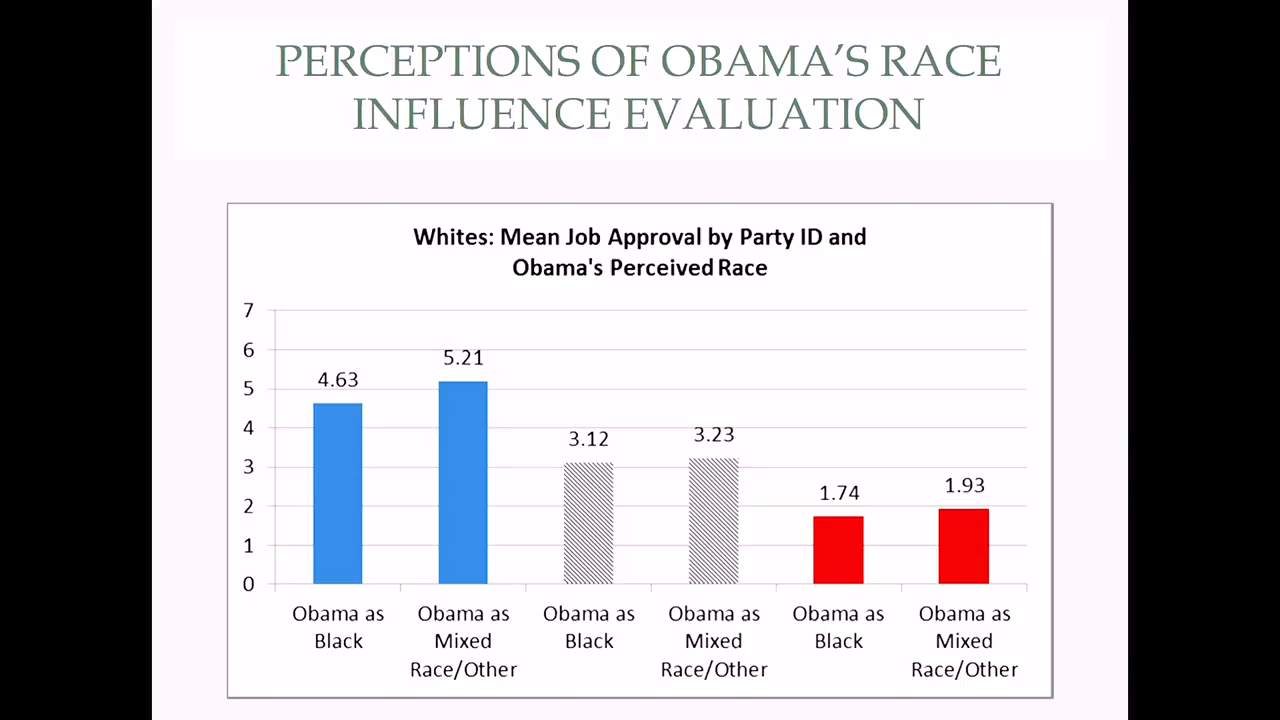 PERCEPTIONS OF OBAMA'S RACE
INFLUENCE EVALUATION
Whites: Mean Job Approval by Party ID and
Obama's Perceived Race
7
6
5
4
3
2
1
0
4.63
5.21
3.12
3.23
1.74
1.93
Obama as
Black
Obama as
Mixed
Race/Other
Obama as
Black
Obama as
Mixed
Race/Other
Obama as
Black
Obama as
Mixed
Race/Other